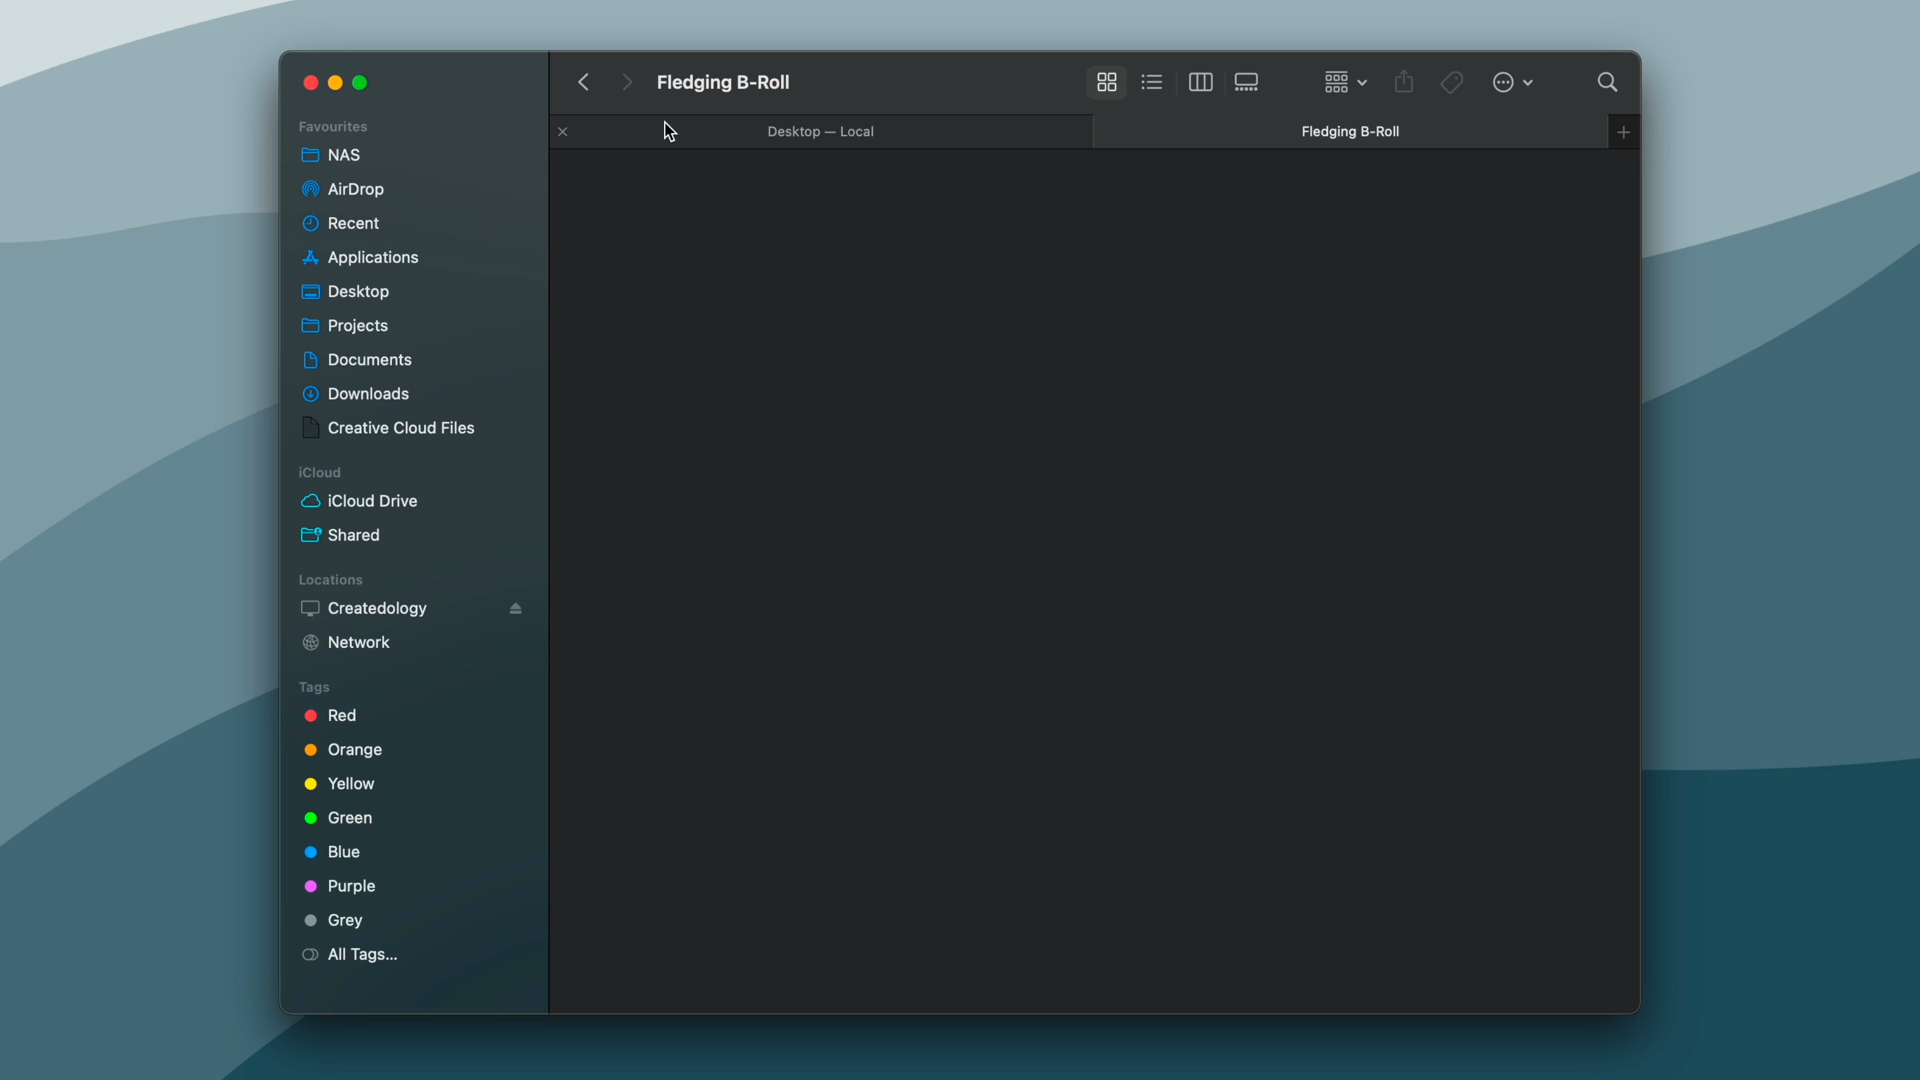 Fledging B-Roll
Desktop — Local
Fledging B-Roll
Favourites
NAS
AirDrop
Recent
Applications
Desktop
Projects
Documents
Downloads
Creative Cloud Files
iCloud
iCloud Drive
Shared
Locations
Createdology
Network
Tags
Red
Orange
Yellow
Green
Blue
Purple
Grey
All Tags...